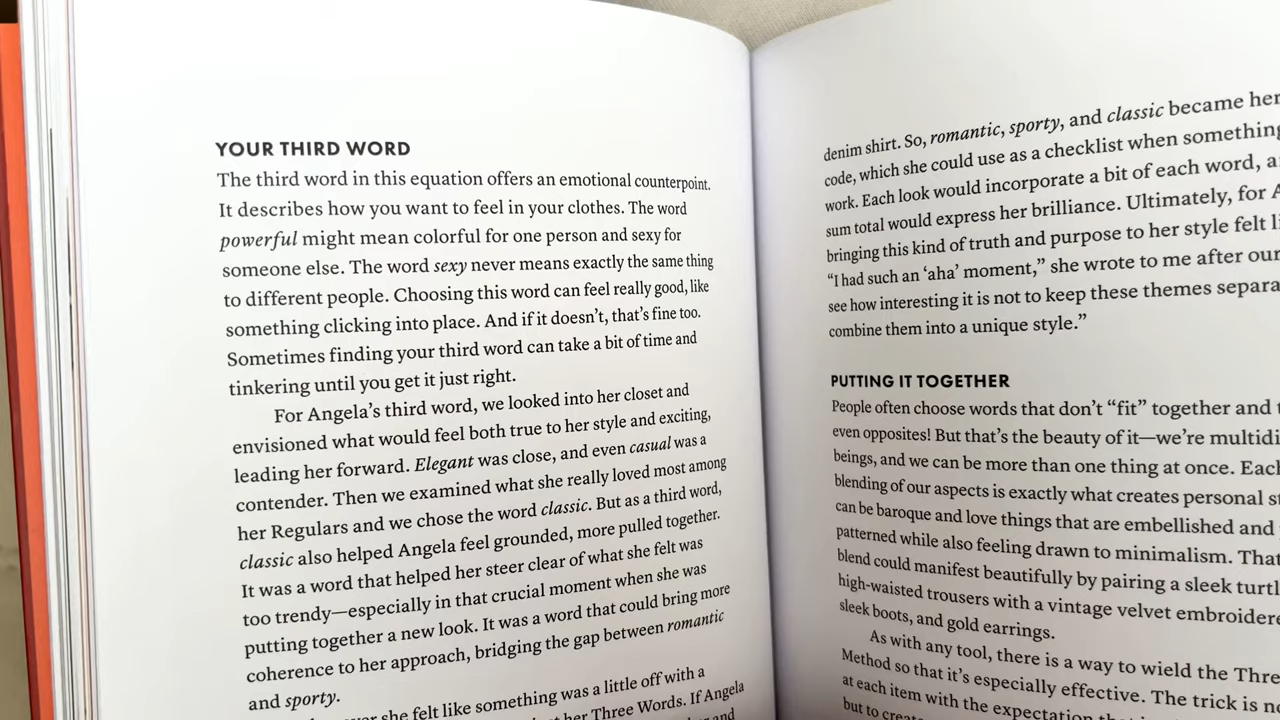 YOUR THIRD WORD
The third word in this equation offers an emotional counterpoint.
It describes how you want to feel in your clothes. The word
powerful might mean colorful for one person and sexy for
someone else. The word sexy never means exactly the same thing
to different people. Choosing this word can feel really good, like
something clicking into place. And if it doesn’t, that’s fine too.
Sometimes finding your third word can take a bit of time and
tinkering until you get it just right.
For Angela’s third word, we looked into her closet and
envisioned what would feel both true to her style and exciting,
leading her forward. Elegant was close, and even casual was a
contender. Then we examined what she really loved most among
her Regulars and we chose the word classic. But as a third word,
classic also helped Angela feel grounded, more pulled together.
It was a word that helped her steer clear of what she felt was
too trendy—especially in that crucial moment when she was
putting together a new look. It was a word that could bring more
coherence to her approach, bridging the gap between romantic
and sporty.
she felt like something was a little off with a
her Three Words. If Angela
and
denim shirt. So, romantic, sporty, and classic became her
code, which she could use as a checklist when something
work. Each look would incorporate a bit of each word,
sum total would express her brilliance. Ultimately, for
bringing this kind of truth and purpose to her style felt
“I had such an ‘aha’ moment,” she wrote to me after our
see how interesting it is not to keep these themes
combine them into a unique style.”
PUTTING IT TOGETHER
People often choose words that don’t “fit” together and
even opposites! But that’s the beauty of it—we’re
beings, and we can be more than one thing at once.
blending of our aspects is exactly what creates personal
can be baroque and love things that are embellished and
patterned while also feeling drawn to minimalism. That
blend could manifest beautifully by pairing a sleek
high-waisted trousers with a vintage velvet
sleek boots, and gold earrings.
As with any tool, there is a way to wield the
Method so that it’s especially effective. The trick is
at each item with the expectation that
but to